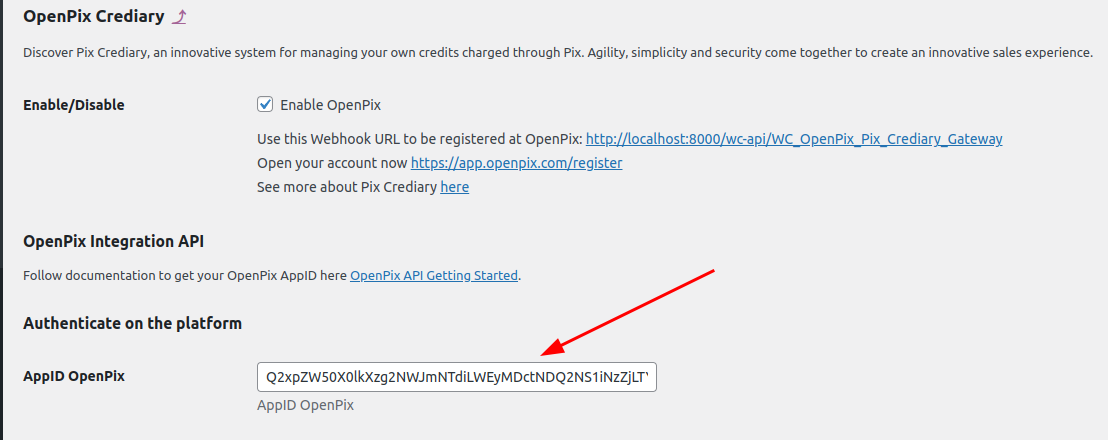 OpenPix Crediary
Discover Pix Crediary, an innovative system for managing your own credits charged through Pix. Agility, simplicity and security come together to create an innovative sales experience.
Enable/Disable
Enable OpenPix
Use this Webhook URL to be registered at OpenPix: http://localhost:8000/wc-api/WC_OpenPix_Pix_Crediary_Gateway
Open your account now https://app.openpix.com/register
See more about Pix Crediary here
OpenPix Integration API
Follow documentation to get your OpenPix AppID here OpenPix API Getting Started.
Authenticate on the platform
AppID OpenPix
Q2xpZW50X0lkXzg2NWJmNTdiLWEyMDctNDQ2NS1iNzZjLTY
AppID OpenPix